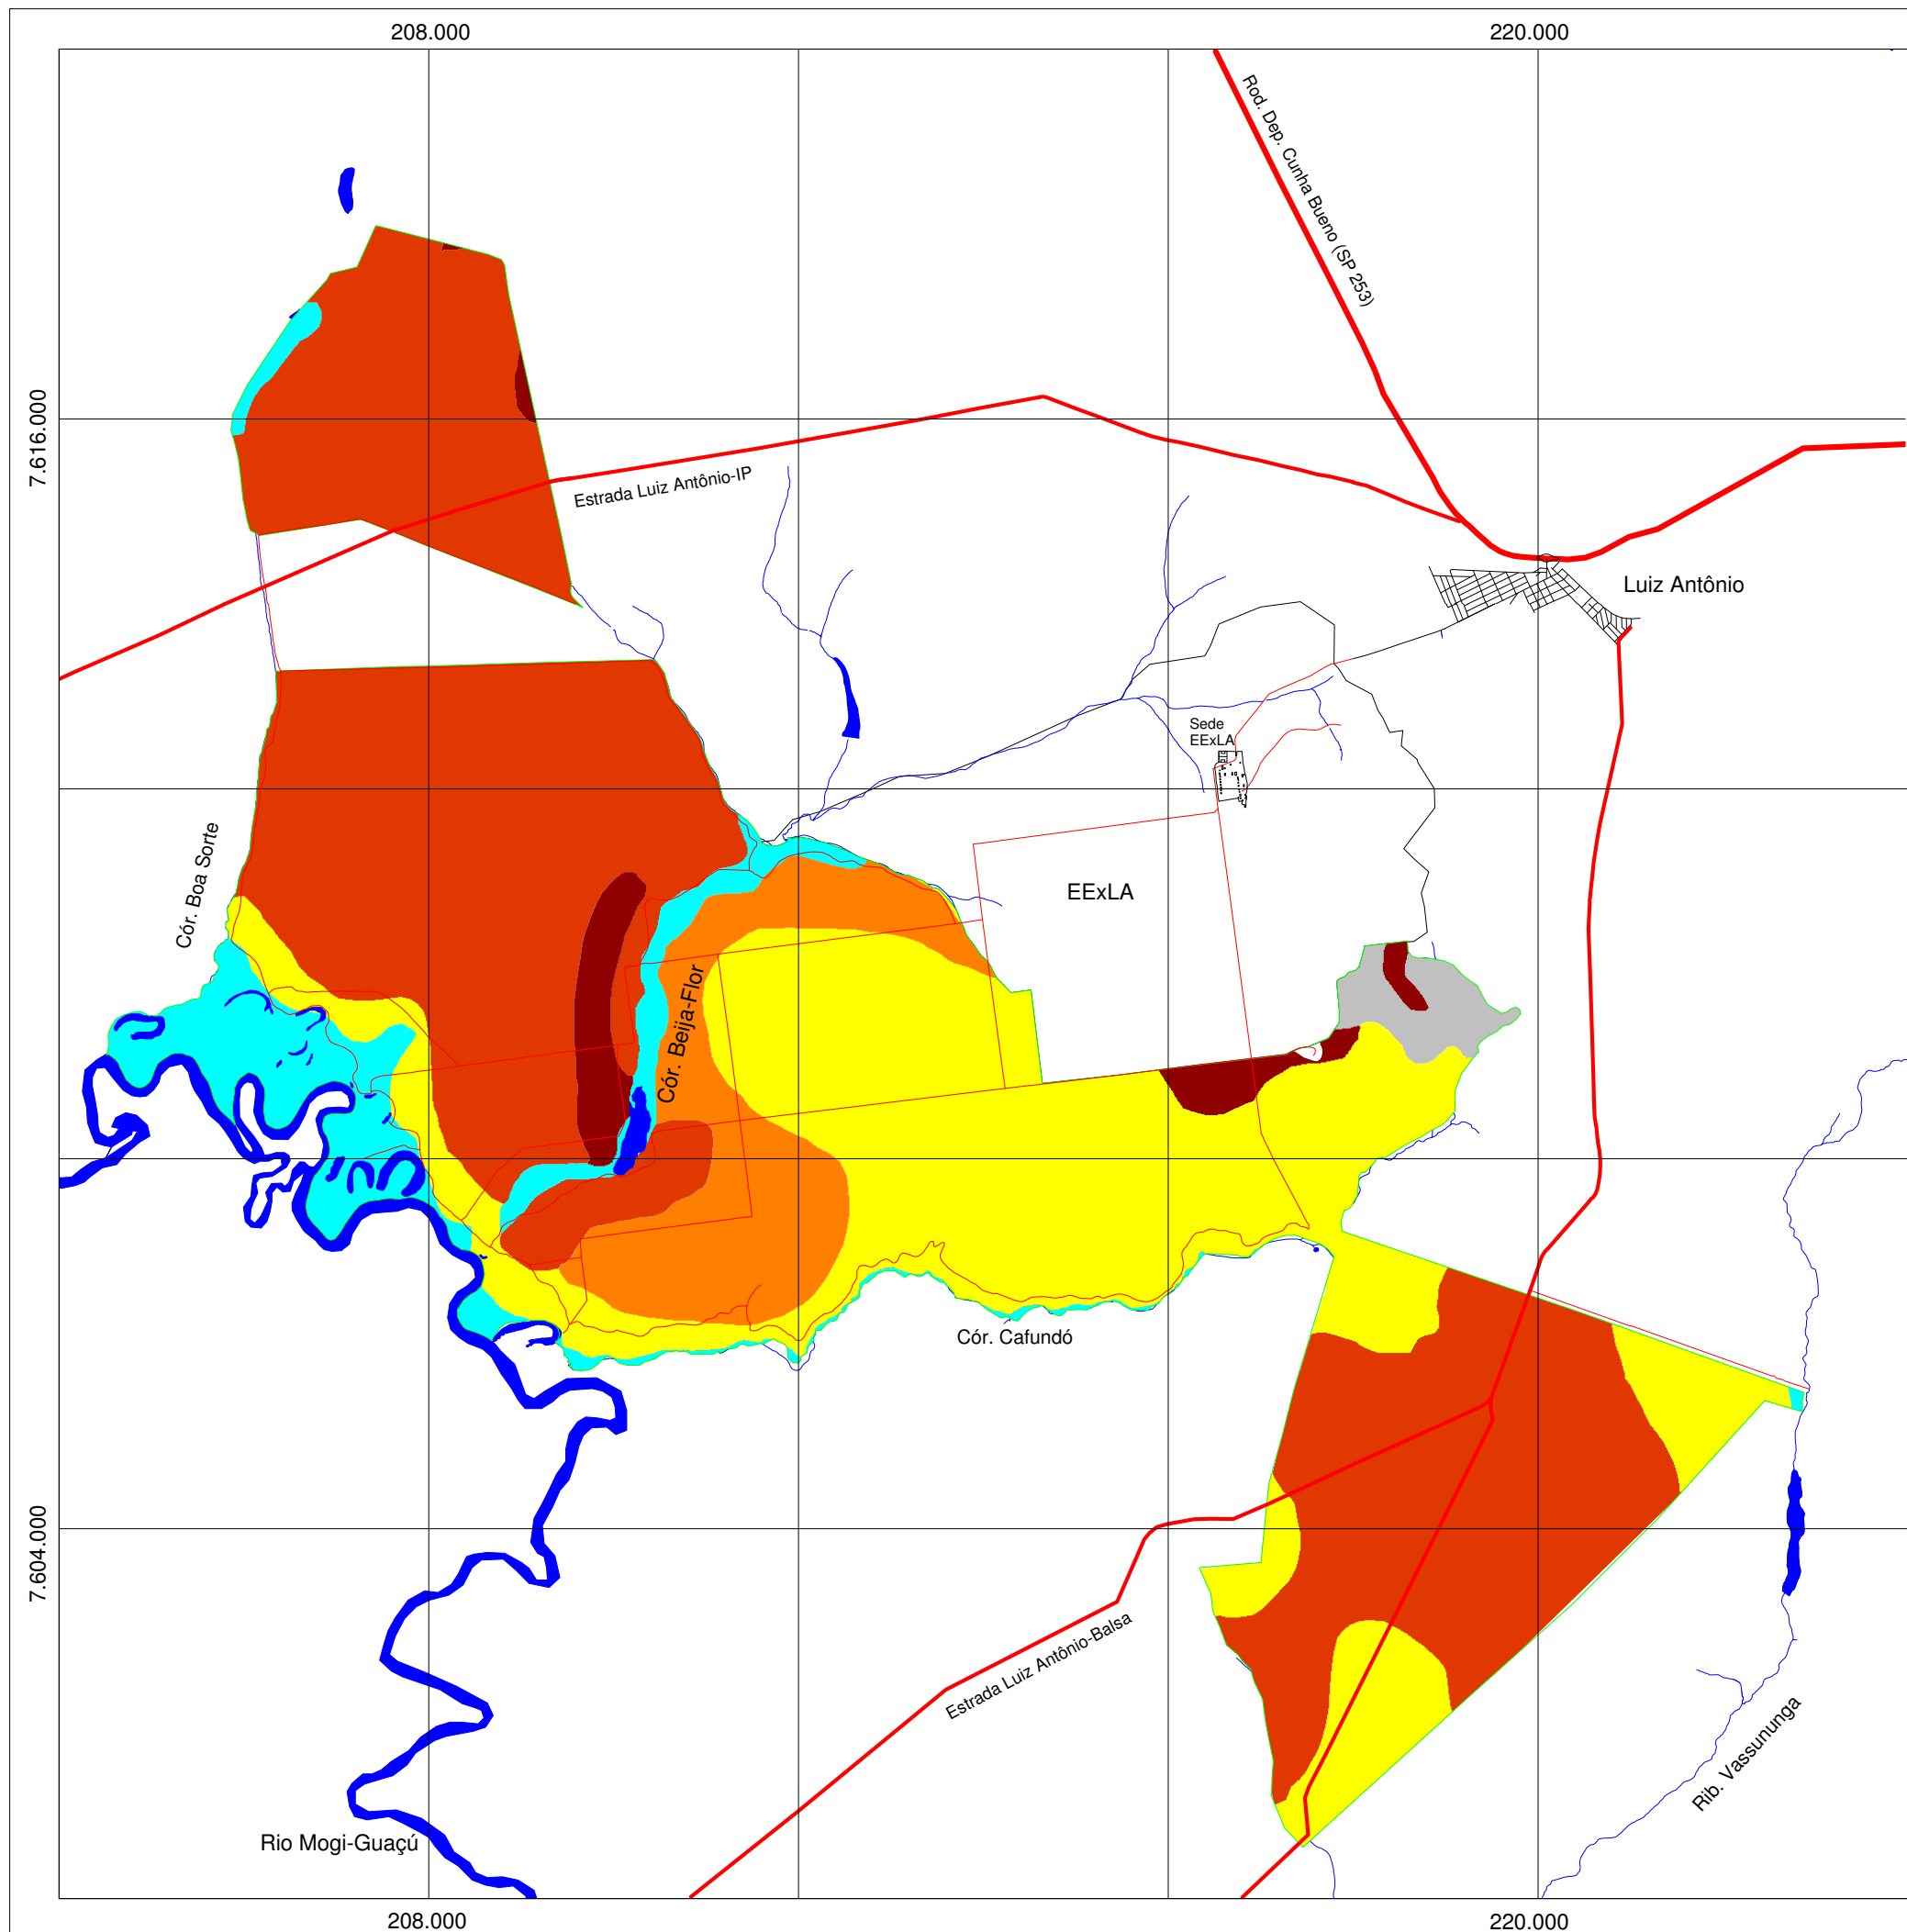 208.000
220.000
Rod. Dep. Cunha Bueno (SP 253)
7.616.000
Estrada Luiz Antônio-IP
Luiz Antônio
Sede
EExLA
Cór. Boa Sorte
EExLA
Cór. Beija-Flor
Cór. Cafundó
7.604.000
Estrada Luiz Antônio-Balsa
Rib. Vassununga
Rio Mogi-Guaçú
208.000
220.000